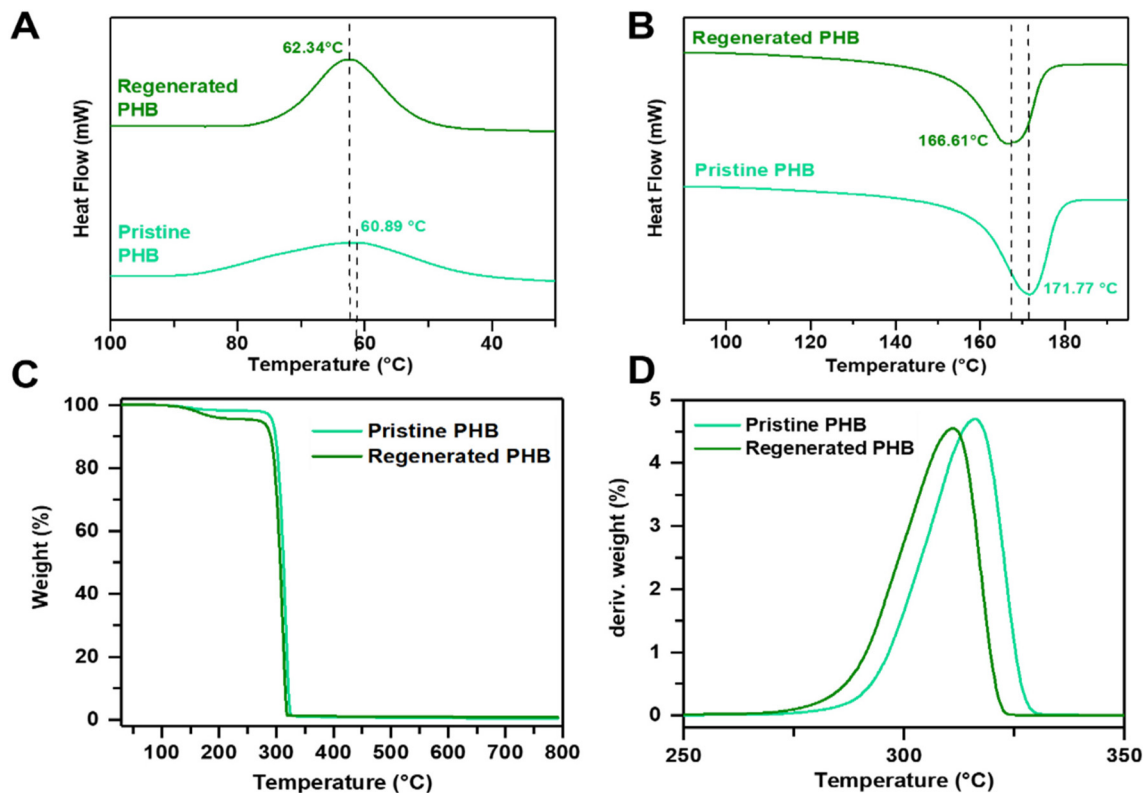 A
62.34°C
Regenerated
PHB
60.89 °C
Pristine
PHB
Heat Flow (mW)
100
80
60
40
Temperature (°C)
B
Regenerated PHB
166.61°C
Pristine PHB
171.77 °C
Heat Flow (mW)
100
120
140
160
180
Temperature (°C)
C
100
80
60
40
20
0
Pristine PHB
Regenerated PHB
Weight (%)
100
200
300
400
500
600
700
800
Temperature (°C)
D
5
4
3
2
1
0
Pristine PHB
Regenerated PHB
deriv. weight (%)
250
300
350
Temperature (°C)